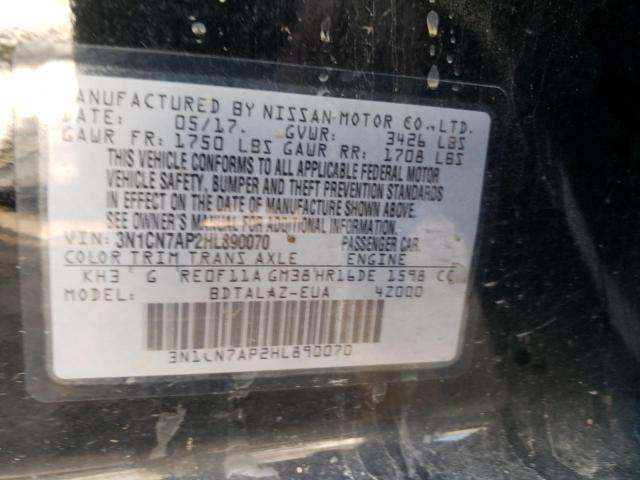 MANUFACTURED BY NISSAN MOTOR CO., LTD.
DATE: 05/17. GVWR: 3426 LBS
GAWR FR: 1750 LBS GAWR RR: 1708 LBS
THIS VEHICLE CONFORMS TO ALL APPLICABLE FEDERAL MOTOR
VEHICLE SAFETY, BUMPER AND THEFT PREVENTION STANDARDS
IN EFFECT ON THE DATE OF MANUFACTURE SHOWN ABOVE.
SEE OWNER'S MANUAL FOR ADDITIONAL INFORMATION.
VIN: 3N1CN7AP2HL890070 PASSENGER CAR.
COLOR TRIM TRANS AXLE ENGINE
KH3 G RE0F11A GM38 HR16DE 1598 CC
MODEL: BDTALAZ-EUA 4Z000
3N1CN7AP2HL890070